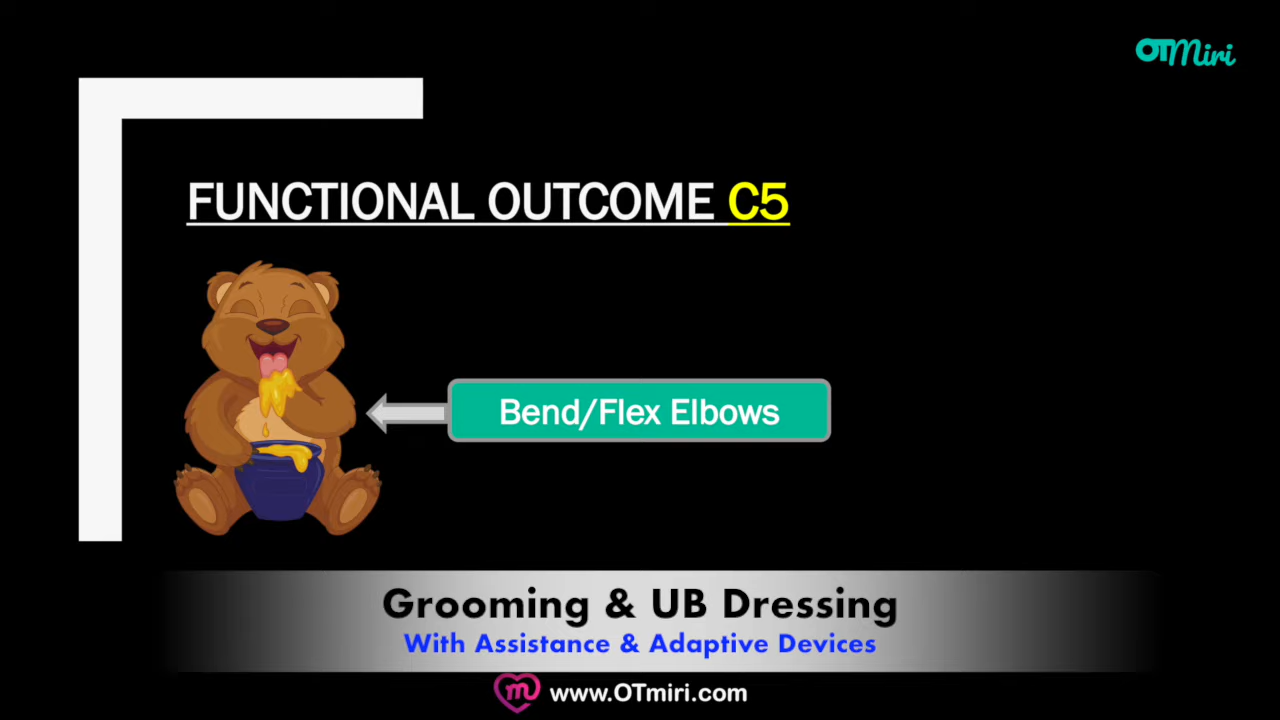 OTMiri
FUNCTIONAL OUTCOME C5
Bend/Flex Elbows
Grooming & UB Dressing
With Assistance & Adaptive Devices
m www.OTmiri.com